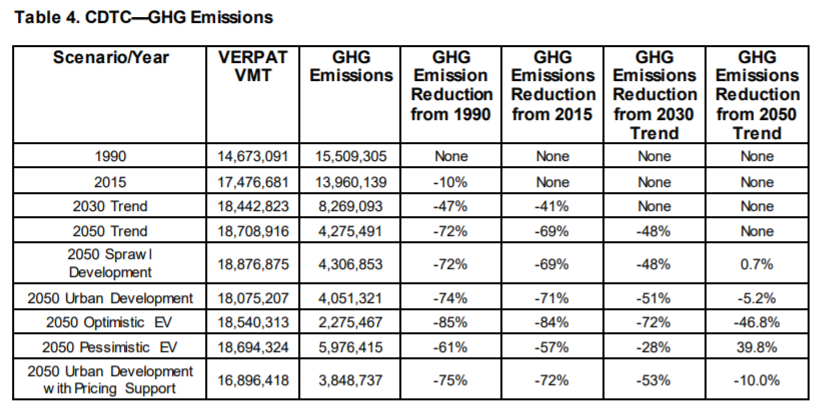 Table 4. CDTC—GHG Emissions
Scenario/Year VERPAT VMT GHG Emissions GHG Emission Reduction from 1990 GHG Emissions Reduction from 2015 GHG Emissions Reduction from 2030 Trend GHG Emissions Reduction from 2050 Trend
1990 14,673,091 15,509,305 None None None None
2015 17,476,681 13,960,139 -10% None None None
2030 Trend 18,442,823 8,269,093 -47% -41% None None
2050 Trend 18,708,916 4,275,491 -72% -69% -48% None
2050 Sprawl Development 18,876,875 4,306,853 -72% -69% -48% 0.7%
2050 Urban Development 18,075,207 4,051,321 -74% -71% -51% -5.2%
2050 Optimistic EV 18,540,313 2,275,467 -85% -84% -72% -46.8%
2050 Pessimistic EV 18,694,324 5,976,415 -61% -57% -28% 39.8%
2050 Urban Development with Pricing Support 16,896,418 3,848,737 -75% -72% -53% -10.0%